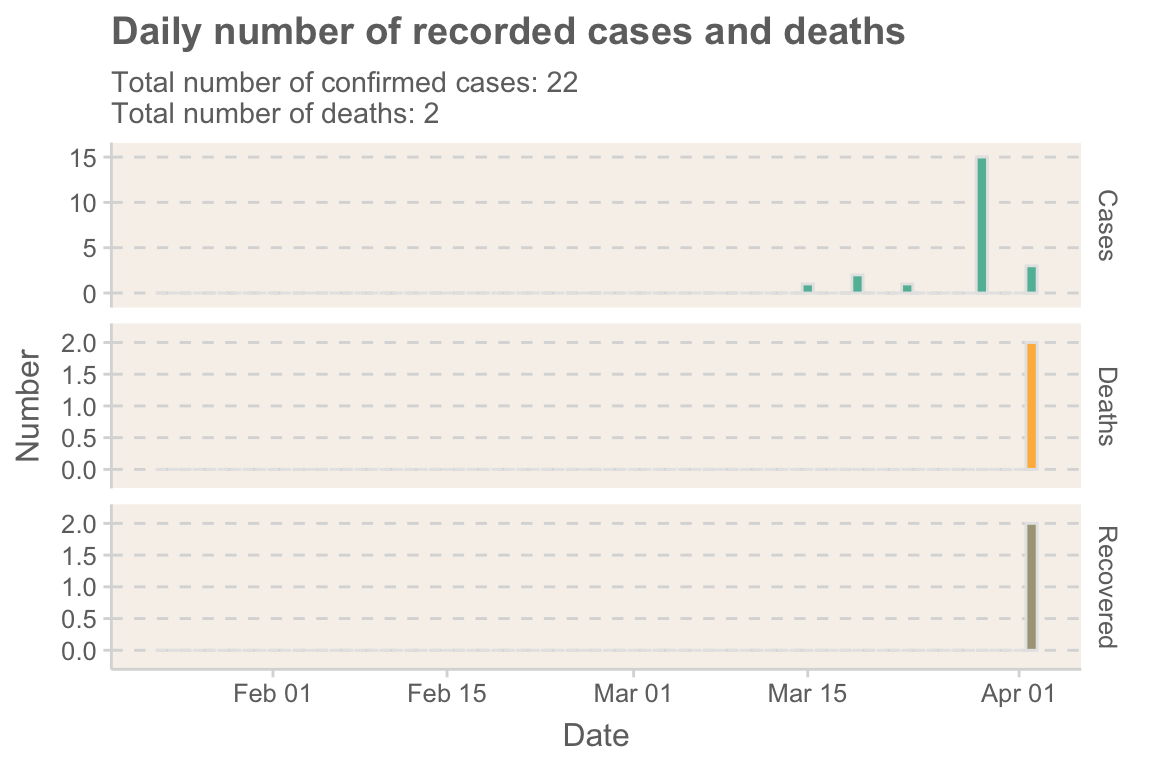 Daily number of recorded cases and deaths
Total number of confirmed cases: 22
Total number of deaths: 2
15
10
5
0
Cases
2.0
1.5
1.0
0.5
0.0
Deaths
2.0
1.5
1.0
0.5
0.0
Recovered
Number
Feb 01 Feb 15 Mar 01 Mar 15 Apr 01
Date